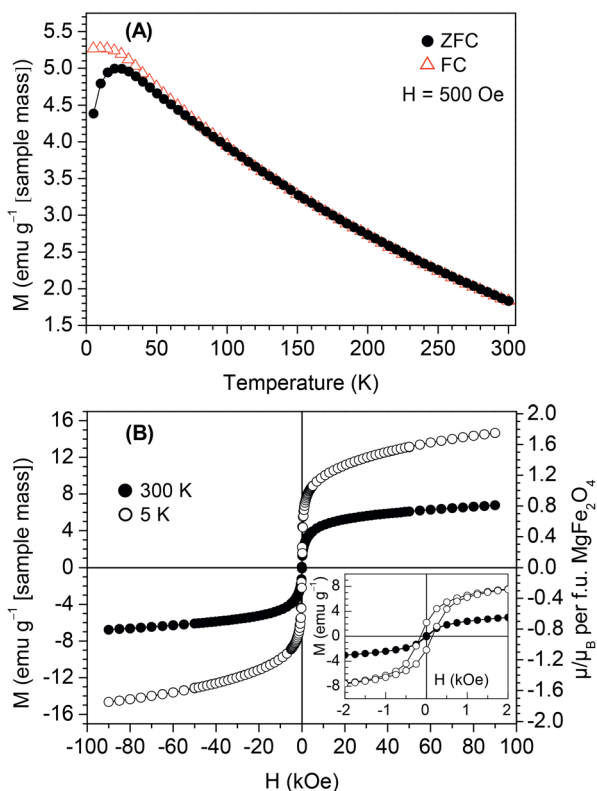 (A)
ZFC
FC
H = 500 Oe
5.5
5.0
4.5
4.0
3.5
3.0
2.5
2.0
1.5
M (emu g⁻¹ [sample mass])
0 50 100 150 200 250 300
Temperature (K)
(B)
300 K
5 K
16
12
8
4
0
-4
-8
-12
-16
M (emu g⁻¹ [sample mass])
2.0
1.6
1.2
0.8
0.4
0.0
-0.4
-0.8
-1.2
-1.6
-2.0
μ/μB per f.u. MgFe₂O₄
8
4
0
-4
-8
M (emu g⁻¹)
H (kOe)
-2 -1 0 1 2
-100 -80 -60 -40 -20 0 20 40 60 80 100
H (kOe)